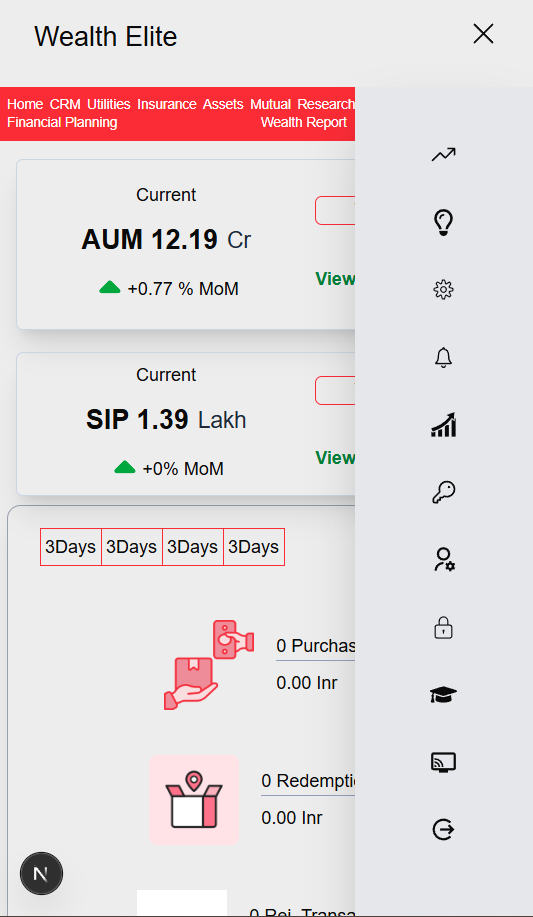 Wealth Elite
Home CRM Utilities Insurance Assets Mutual Research
Financial Planning Wealth Report
Current
AUM 12.19 Cr
+0.77 % MoM
View
Current
SIP 1.39 Lakh
+0% MoM
View
3Days 3Days 3Days 3Days
0 Purchas
0.00 Inr
0 Redempti
0.00 Inr
N
0 Rej. Transa